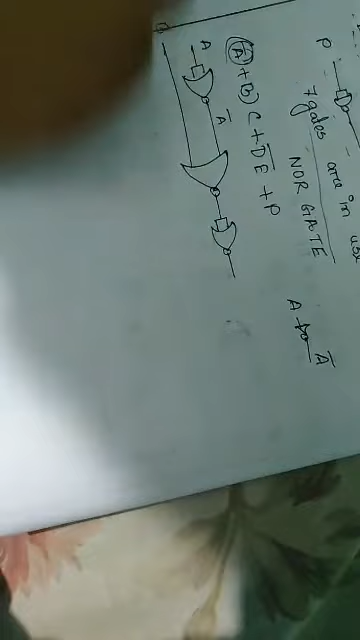 P
7 gates are in use
NOR GATE
A Ā
(Ā + B) C + D̅E̅ + P
A
Ā
B